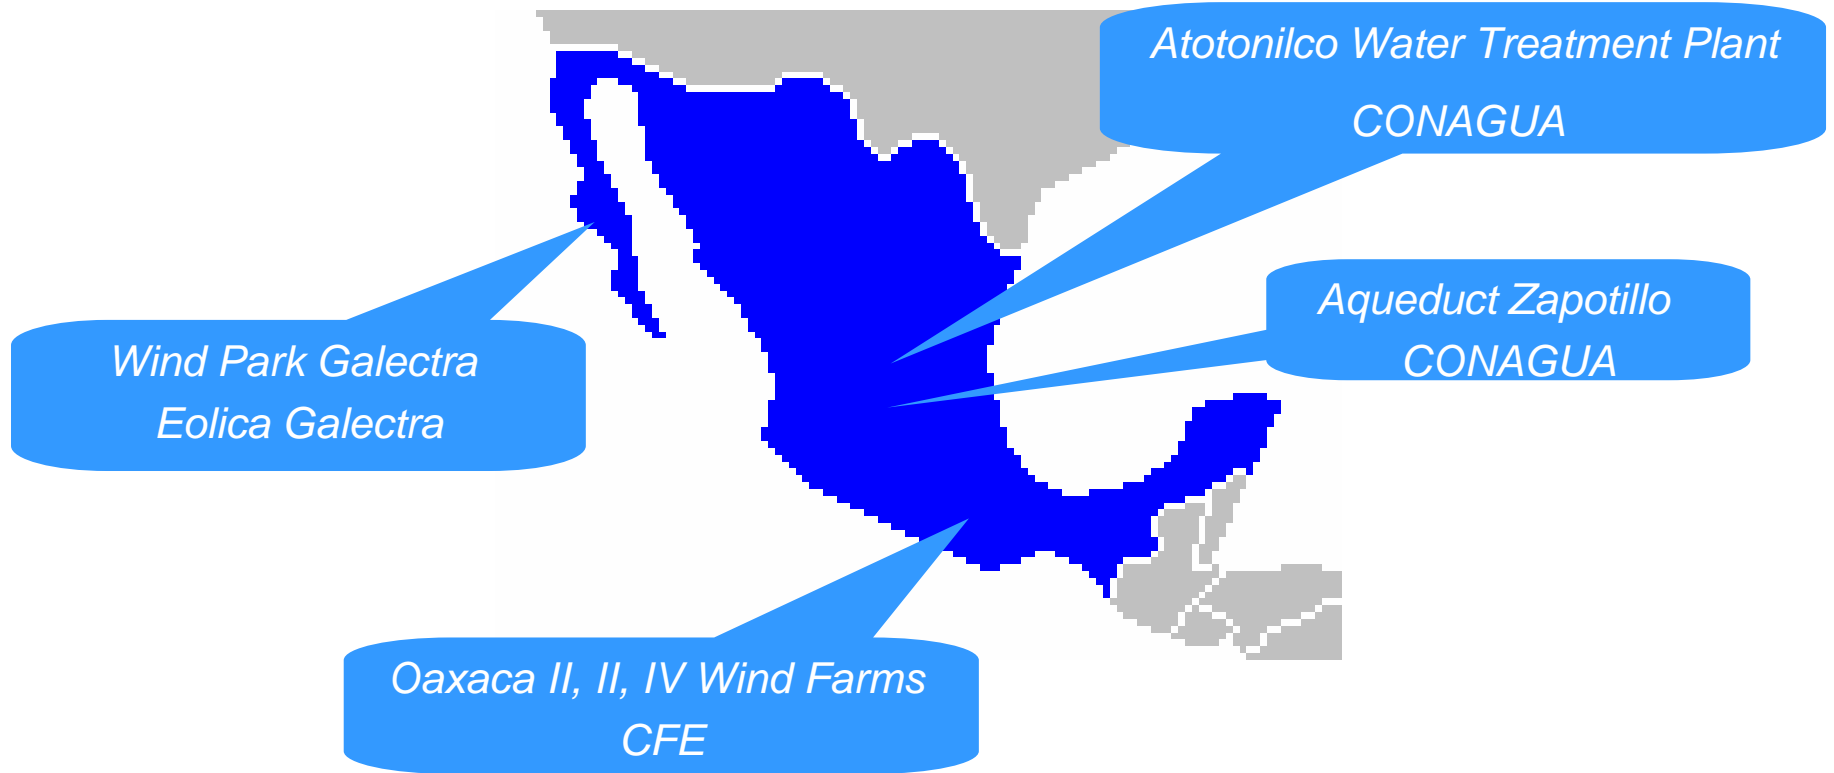 Atotonilco Water Treatment Plant
CONAGUA
Aqueduct Zapotillo
CONAGUA
Wind Park Galectra
Eolica Galectra
Oaxaca II, II, IV Wind Farms
CFE